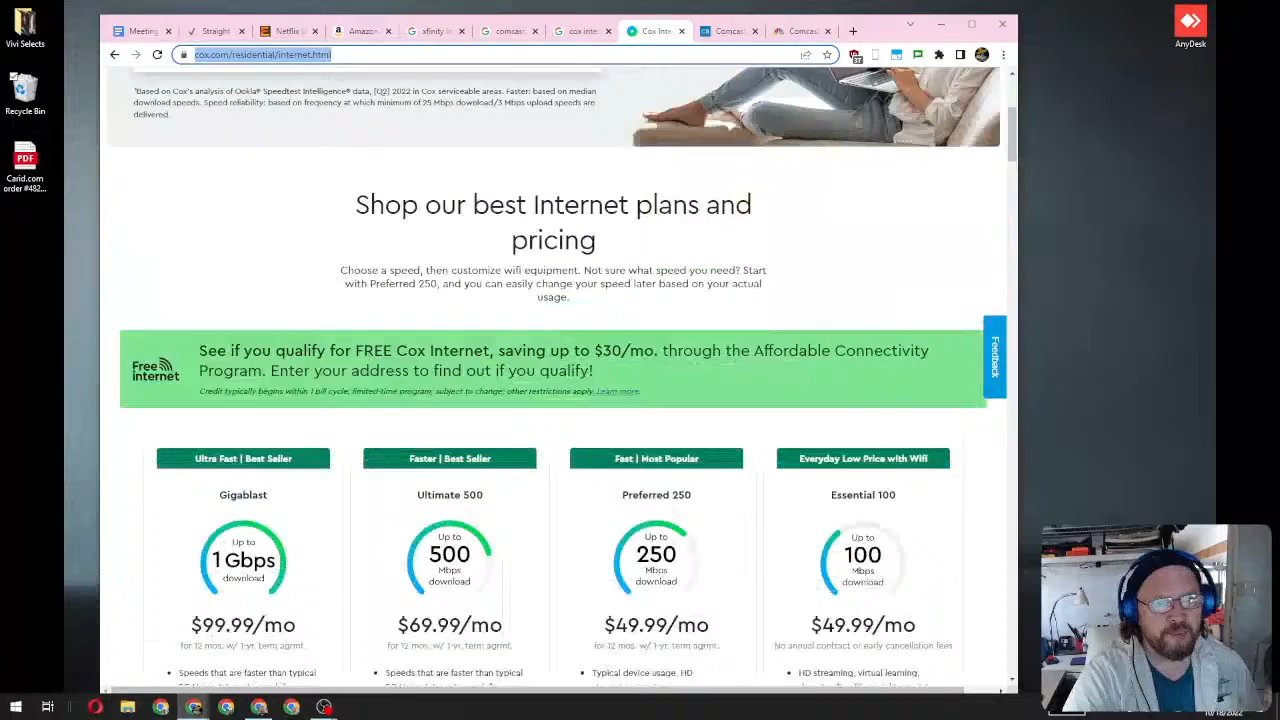 Vivi Selects
Recycle Bin
Carid.com
order #482...
AnyDesk
Meeting
Straight
Netflix U
Amazon
xfinity in
comcast
cox inter
Cox Inte
Comcast
Comcast
cox.com/residential/internet.html
37
¹Based on Cox's analysis of Ookla® Speedtest Intelligence® data, [Q2] 2022 in Cox serviceable areas. Faster: based on median
download speeds. Speed reliability: based on frequency at which minimum of 25 Mbps download/3 Mbps upload speeds are
delivered.
Shop our best Internet plans and
pricing
Choose a speed, then customize wifi equipment. Not sure what speed you need? Start
with Preferred 250, and you can easily change your speed later based on your actual
usage.
Free
internet
See if you qualify for FREE Cox Internet, saving up to $30/mo. through the Affordable Connectivity
Program. Enter your address to find out if you qualify!
Credit typically begins within 1 bill cycle, limited-time program, subject to change; other restrictions apply. Learn more.
Feedback
Ultra Fast | Best Seller
Gigablast
Up to
1 Gbps
download
$99.99/mo
for 12 mos. w/ 1-yr. term agrmt.
Speeds that are faster than typical
Faster | Best Seller
Ultimate 500
Up to
500
Mbps
download
$69.99/mo
for 12 mos. w/ 1-yr. term agrmt.
Speeds that are faster than typical
Fast | Most Popular
Preferred 250
Up to
250
Mbps
download
$49.99/mo
for 12 mos. w/ 1-yr. term agrmt.
Typical device usage, HD
Everyday Low Price with Wifi
Essential 100
Up to
100
Mbps
download
$49.99/mo
No annual contract or early cancellation fees
HD streaming, virtual learning,
10/18/2022